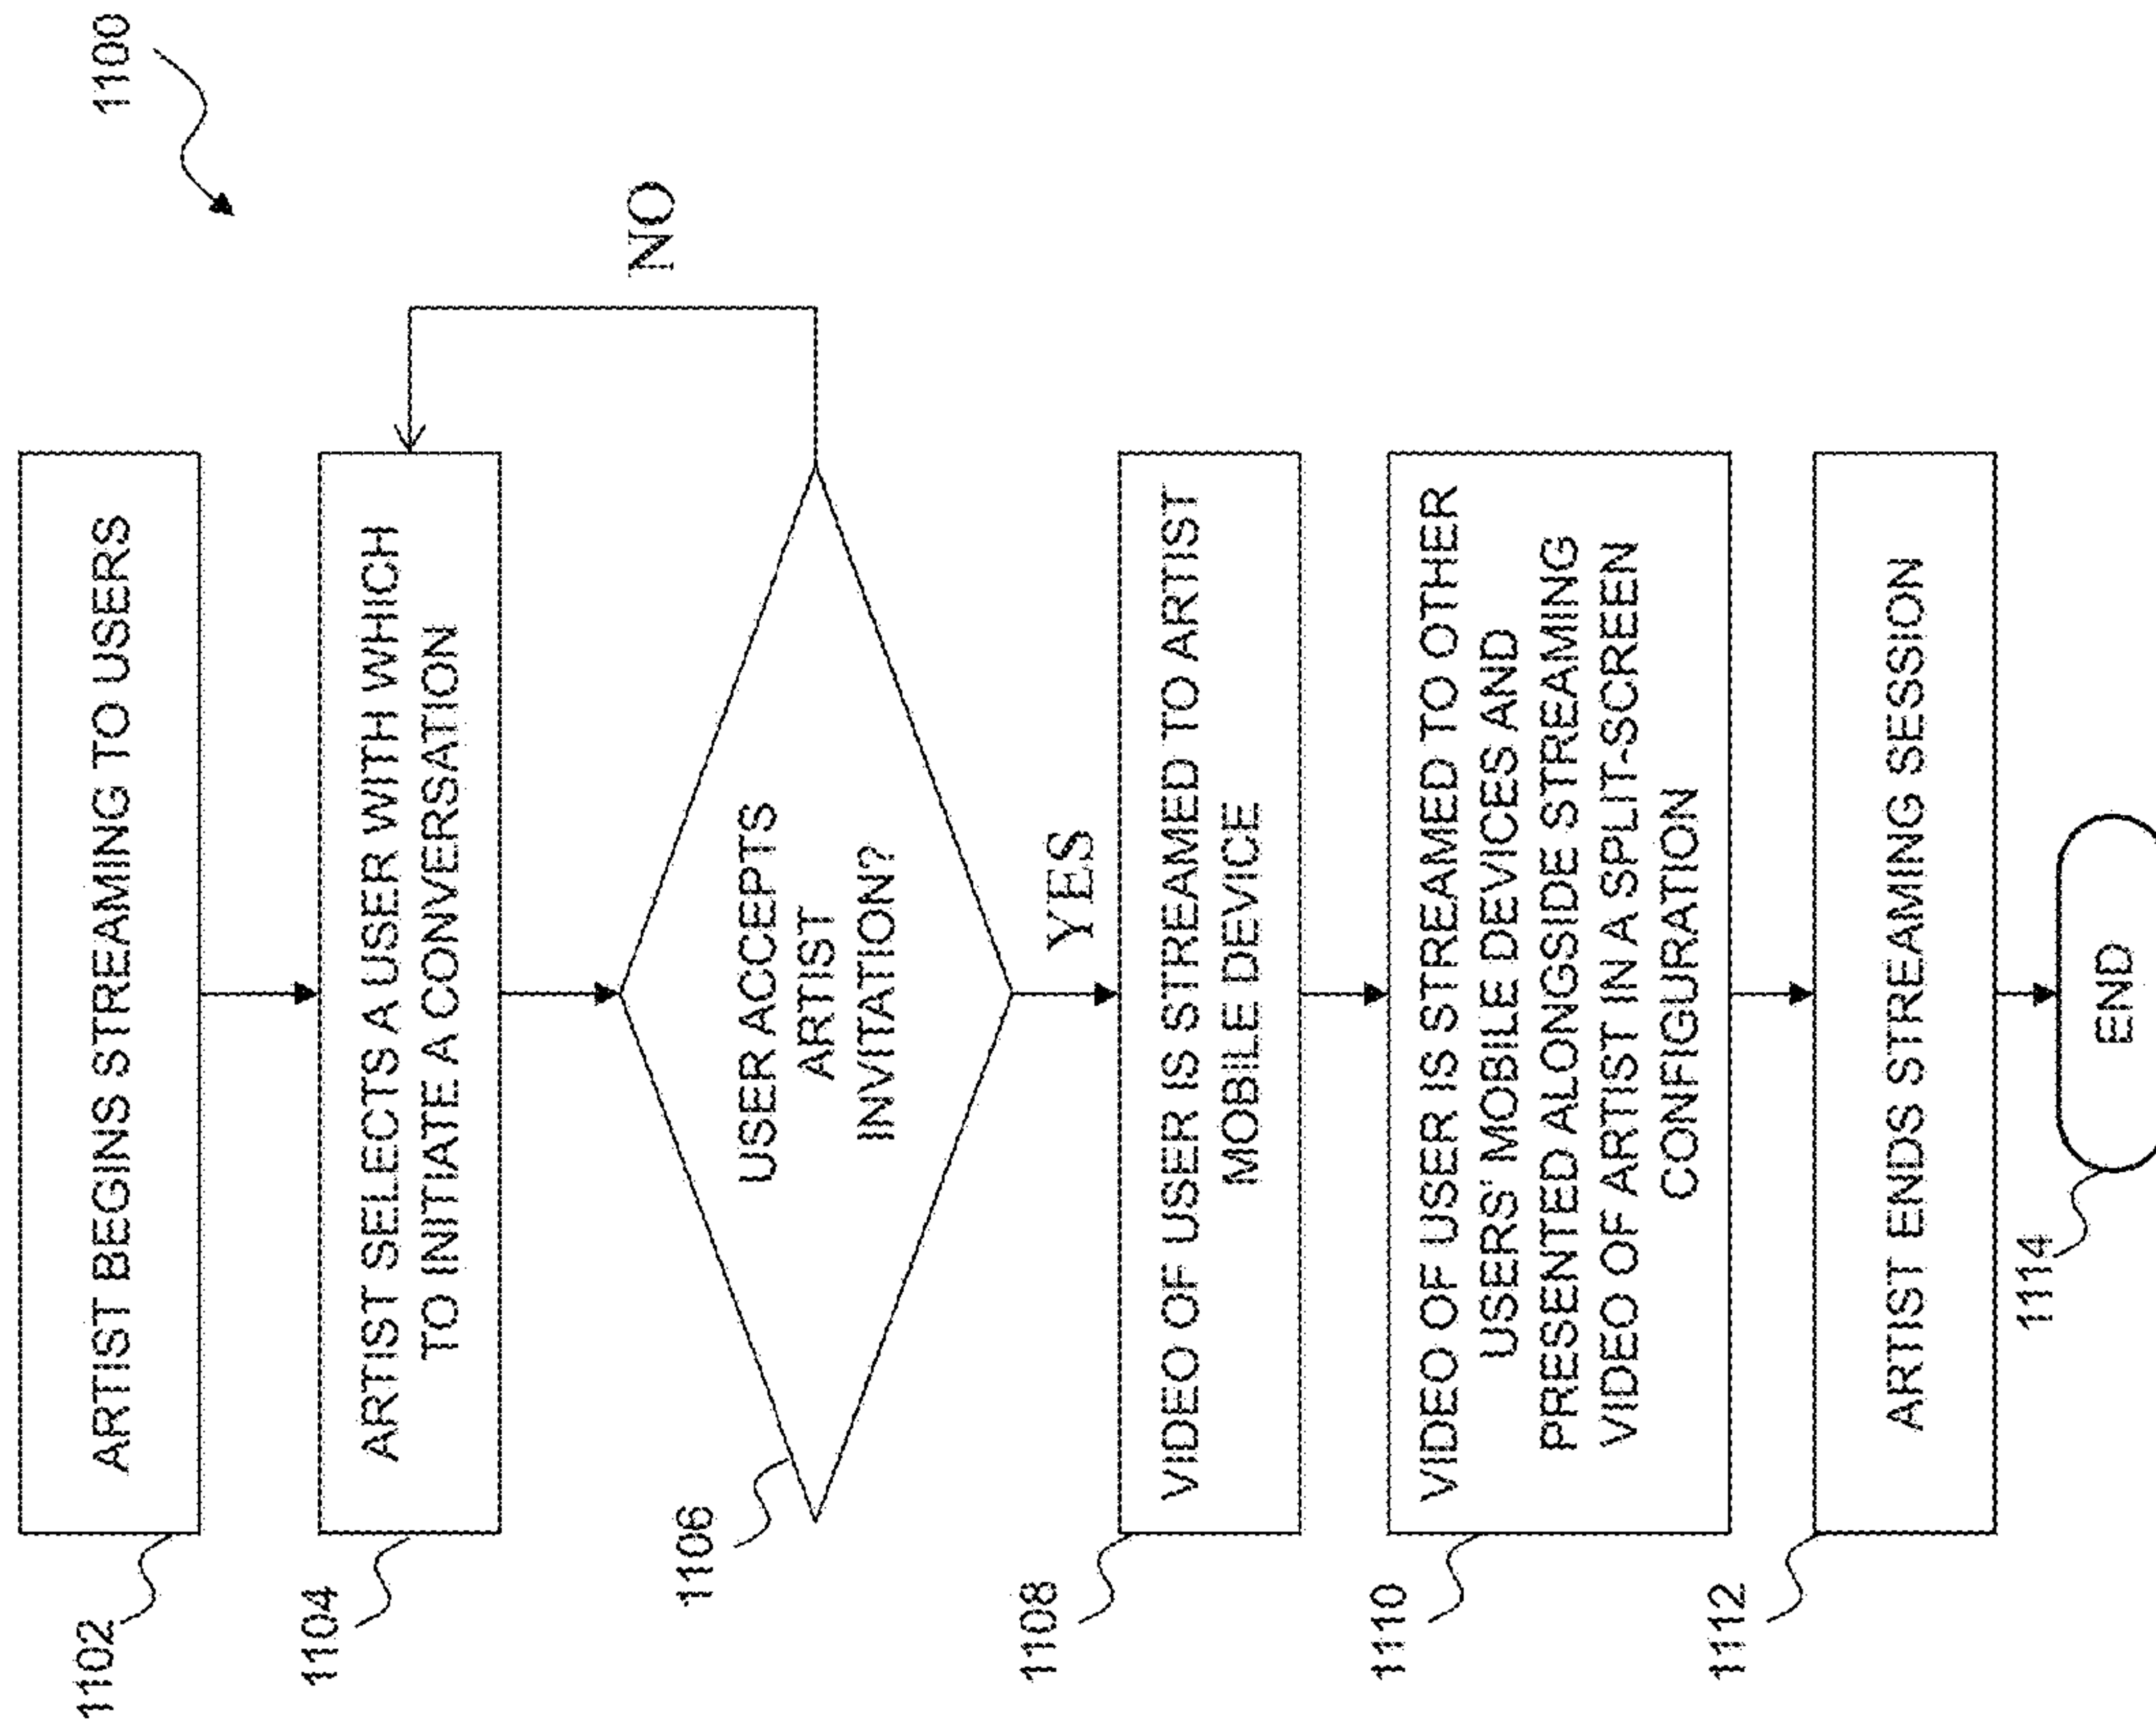 1100
1102
ARTIST BEGINS STREAMING TO USERS
1104
ARTIST SELECTS A USER WITH WHICH
TO INITIATE A CONVERSATION
1106
USER ACCEPTS
ARTIST
INVITATION?
NO
YES
1108
VIDEO OF USER IS STREAMED TO ARTIST
MOBILE DEVICE
1110
VIDEO OF USER IS STREAMED TO OTHER
USERS' MOBILE DEVICES AND
PRESENTED ALONGSIDE STREAMING
VIDEO OF ARTIST IN A SPLIT-SCREEN
CONFIGURATION
1112
ARTIST ENDS STREAMING SESSION
1114
END